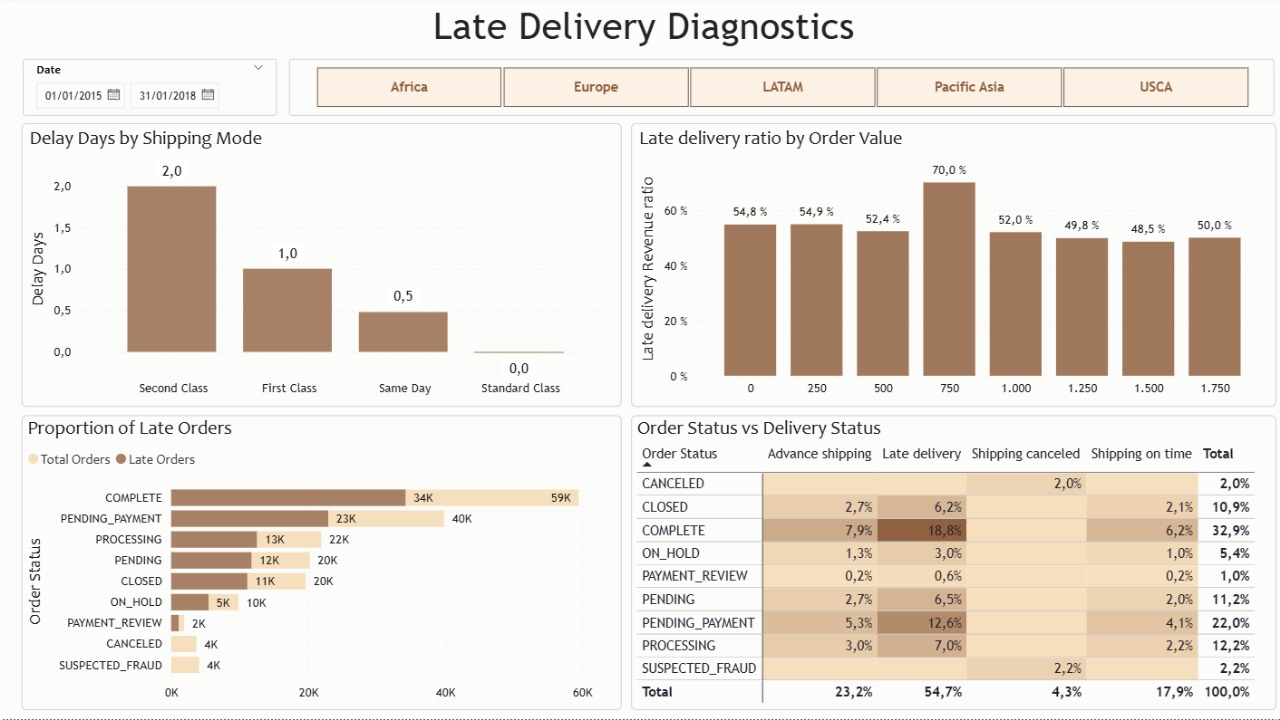 Late Delivery Diagnostics
Date
01/01/2015 31/01/2018
Africa Europe LATAM Pacific Asia USCA
Delay Days by Shipping Mode
Delay Days
2,0
1,5
1,0
0,5
0,0
2,0
1,0
0,5
0,0
Second Class First Class Same Day Standard Class
Late delivery ratio by Order Value
Late delivery Revenue ratio
60 %
40 %
20 %
0 %
54,8 % 54,9 % 52,4 % 70,0 % 52,0 % 49,8 % 48,5 % 50,0 %
0 250 500 750 1.000 1.250 1.500 1.750
Proportion of Late Orders
Total Orders Late Orders
Order Status
COMPLETE 34K 59K
PENDING_PAYMENT 23K 40K
PROCESSING 13K 22K
PENDING 12K 20K
CLOSED 11K 20K
ON_HOLD 5K 10K
PAYMENT_REVIEW 2K
CANCELED 4K
SUSPECTED_FRAUD 4K
0K 20K 40K 60K
Order Status vs Delivery Status
Order Status Advance shipping Late delivery Shipping canceled Shipping on time Total
CANCELED 2,0% 2,0%
CLOSED 2,7% 6,2% 2,1% 10,9%
COMPLETE 7,9% 18,8% 6,2% 32,9%
ON_HOLD 1,3% 3,0% 1,0% 5,4%
PAYMENT_REVIEW 0,2% 0,6% 0,2% 1,0%
PENDING 2,7% 6,5% 2,0% 11,2%
PENDING_PAYMENT 5,3% 12,6% 4,1% 22,0%
PROCESSING 3,0% 7,0% 2,2% 12,2%
SUSPECTED_FRAUD 2,2% 2,2%
Total 23,2% 54,7% 4,3% 17,9% 100,0%